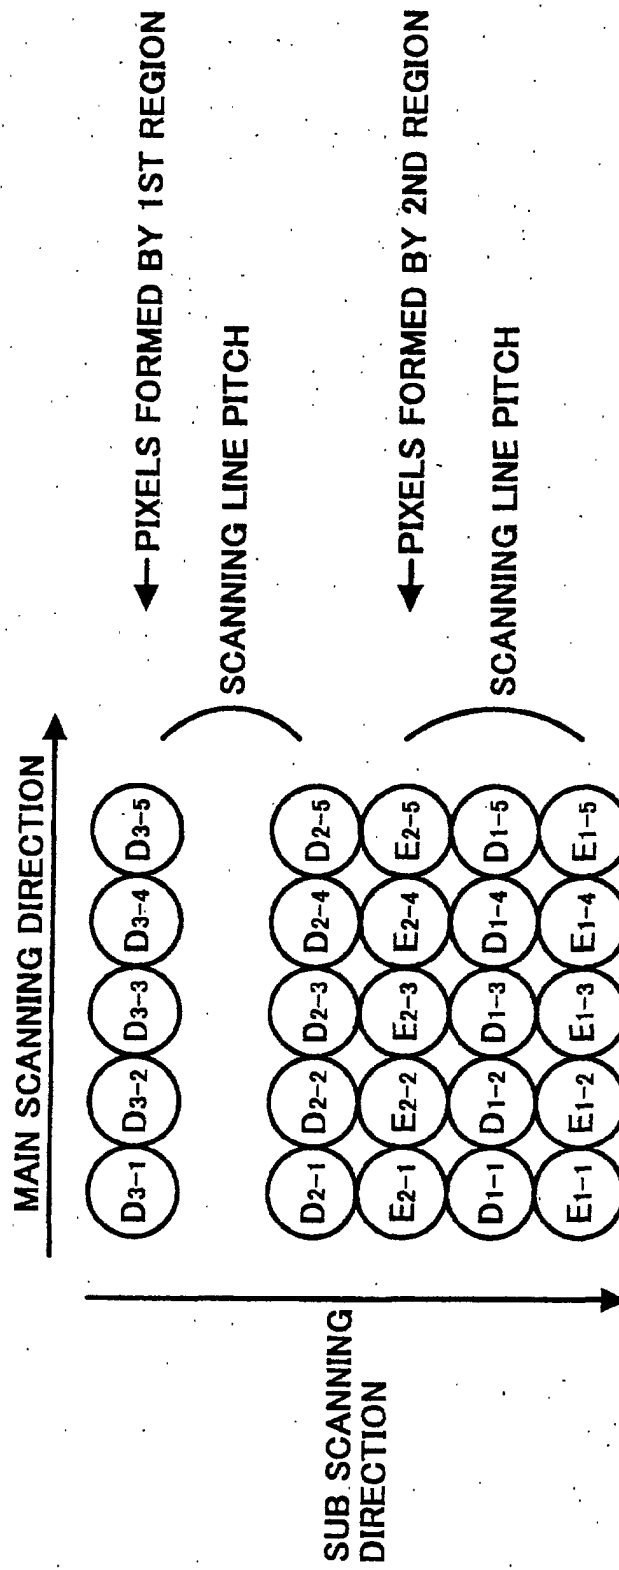 MAIN SCANNING DIRECTION
D3-1 D3-2 D3-3 D3-4 D3-5
←PIXELS FORMED BY 1ST REGION
SCANNING LINE PITCH
D2-1 D2-2 D2-3 D2-4 D2-5
E2-1 E2-2 E2-3 E2-4 E2-5
←PIXELS FORMED BY 2ND REGION
D1-1 D1-2 D1-3 D1-4 D1-5
SCANNING LINE PITCH
E1-1 E1-2 E1-3 E1-4 E1-5
SUB SCANNING
DIRECTION